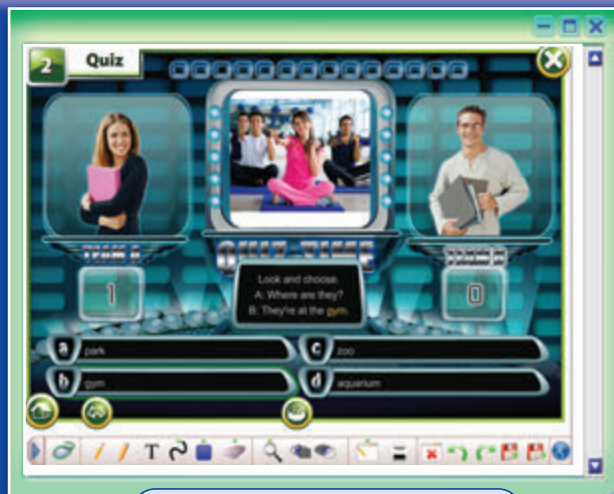 2 Quiz
TEAM A
QUIZ TIME
TEAM B
1
0
Look and choose.
A: Where are they?
B: They're at the gym.
a park
c zoo
b gym
d aquarium
T